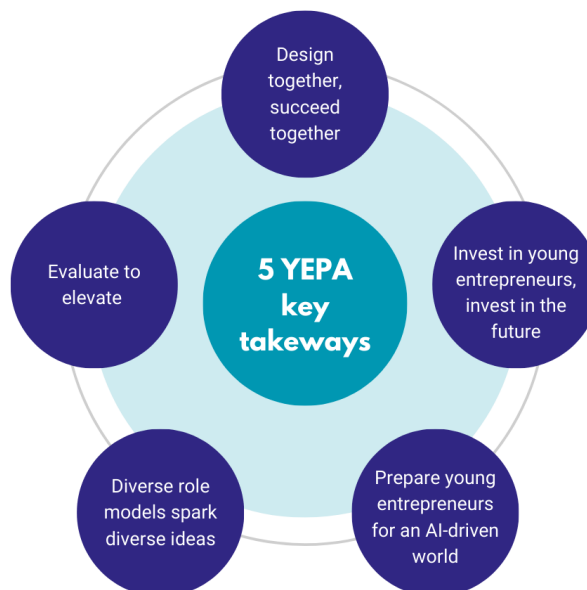 Design
together,
succeed
together
Invest in young
entrepreneurs,
invest in the
future
Prepare young
entrepreneurs
for an AI-driven
world
Diverse role
models spark
diverse ideas
Evaluate to
elevate
5 YEPA
key
takeways